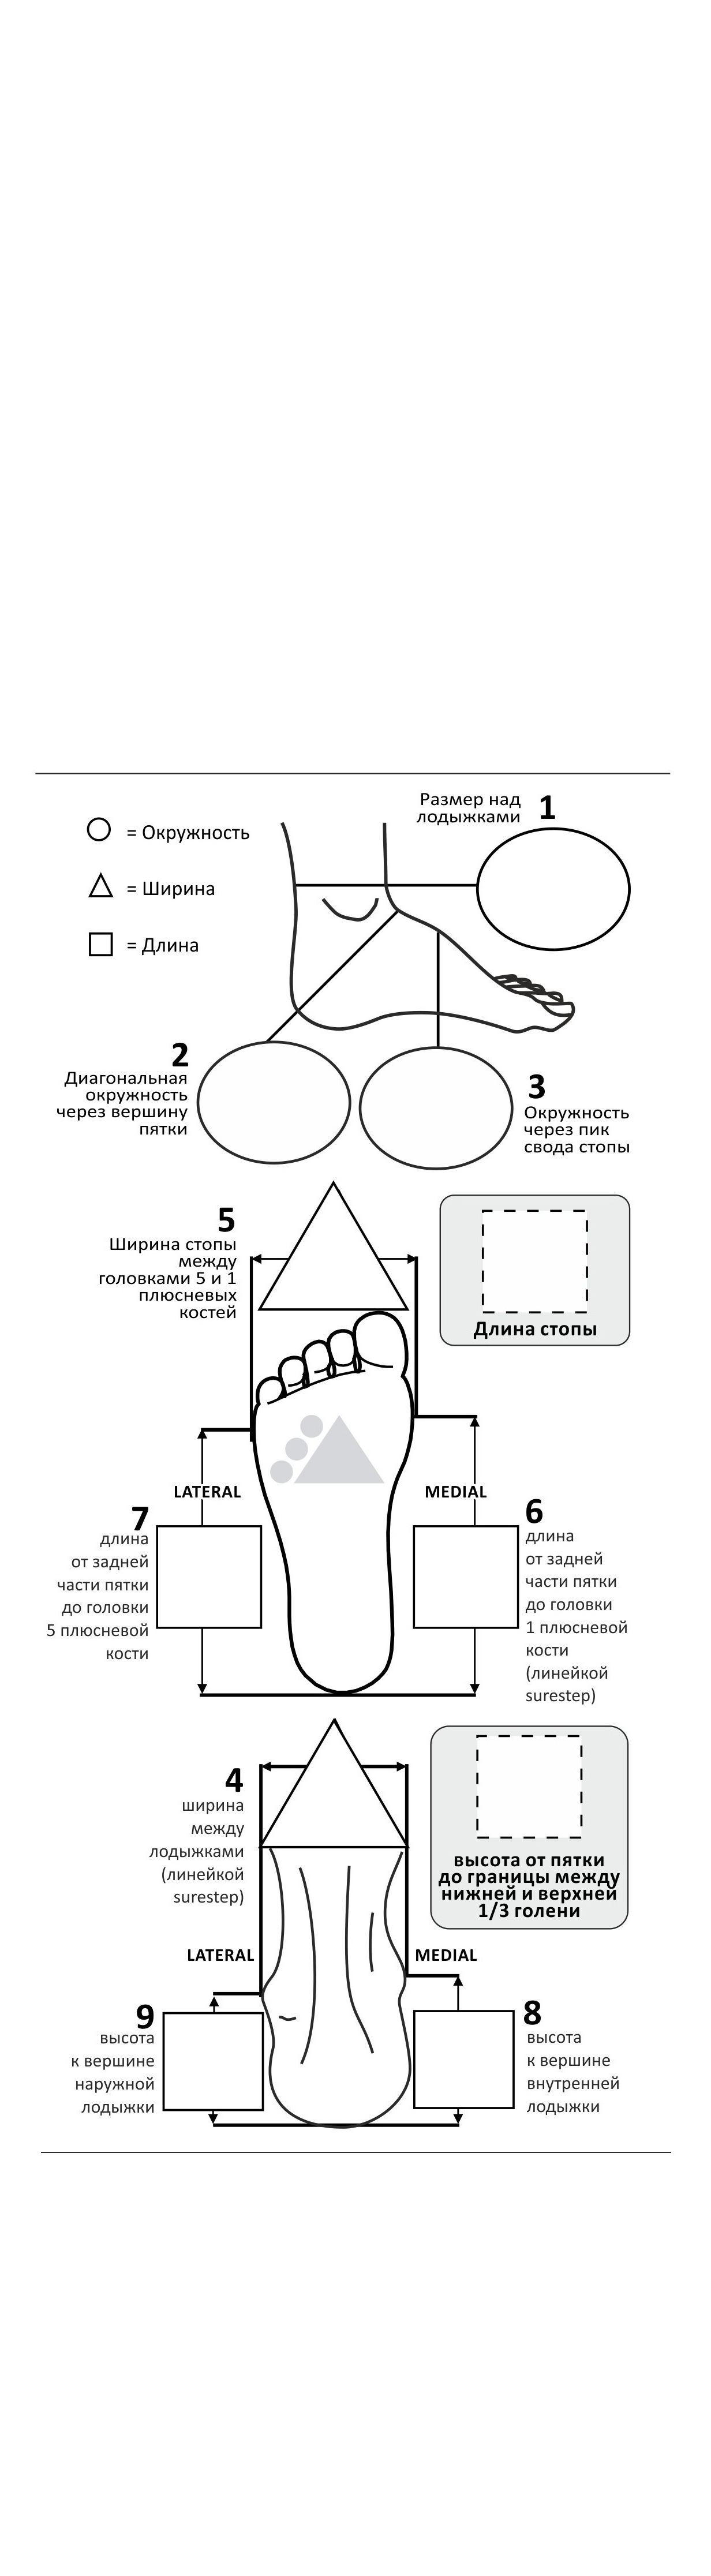 = Окружность
= Ширина
= Длина
Размер над
лодыжками
1
2
Диагональная
окружность
через вершину
пятки
3
Окружность
через пик
свода стопы
5
Ширина стопы
между
головками 5 и 1
плюсневых
костей
Длина стопы
LATERAL
MEDIAL
7
длина
от задней
части пятки
до головки
5 плюсневой
кости
6
длина
от задней
части пятки
до головки
1 плюсневой
кости
(линейкой
surestep)
4
ширина
между
лодыжками
(линейкой
surestep)
высота от пятки
до границы между
нижней и верхней
1/3 голени
LATERAL
MEDIAL
9
высота
к вершине
наружной
лодыжки
8
высота
к вершине
внутренней
лодыжки